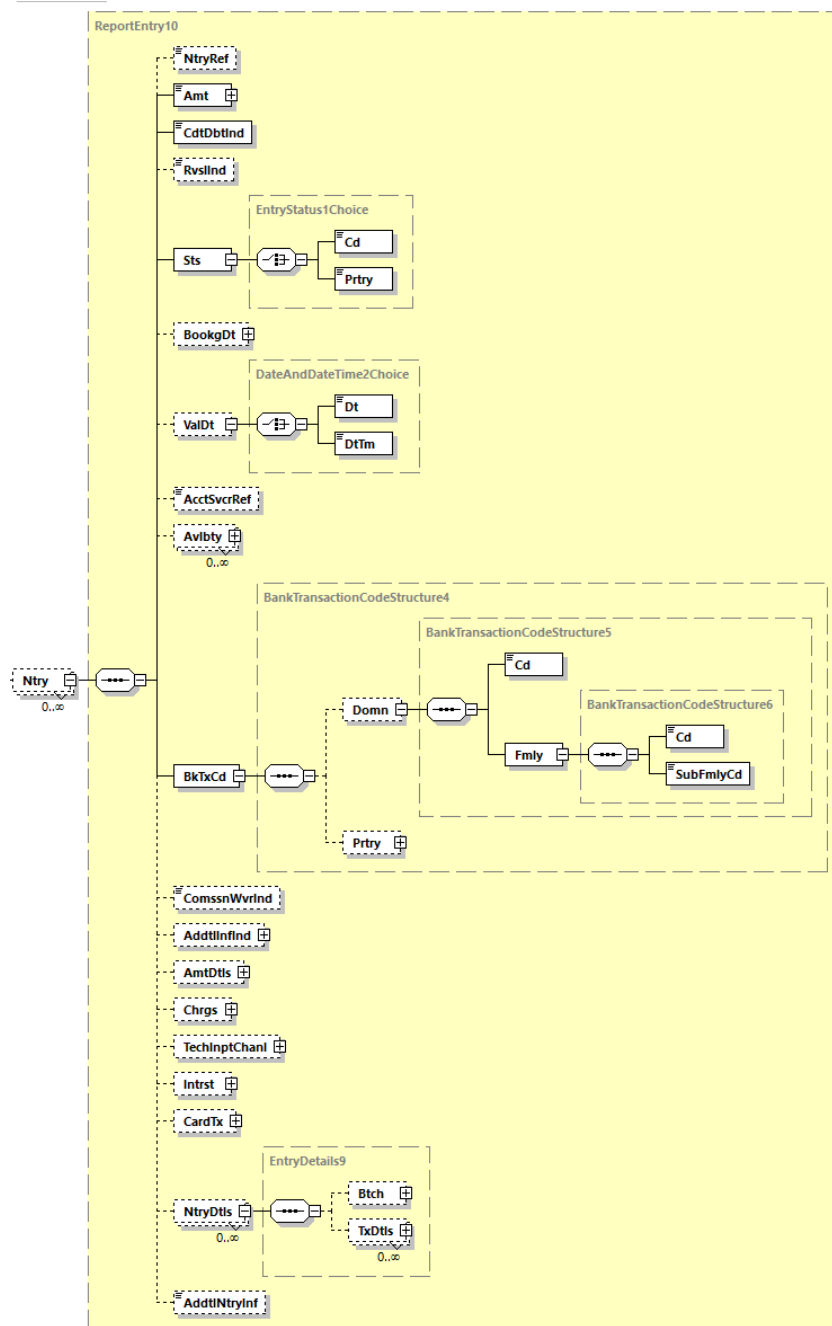 ReportEntry10
NtryRef
Amt
CdtDbtInd
RvslInd
EntryStatus1Choice
Cd
Sts
Prtry
BookgDt
DateAndDateTime2Choice
Dt
ValDt
DtTm
AcctSvcrRef
Avlbty
0..∞
BankTransactionCodeStructure4
BankTransactionCodeStructure5
Cd
Ntry
0..∞
BankTransactionCodeStructure6
Domn
Cd
Fmly
SubFmlyCd
BkTxCd
Prtry
ComssnWvrInd
AddtlInfInd
AmtDtls
Chrgs
TechInptChanl
Intrst
CardTx
EntryDetails9
Btch
NtryDtls
0..∞
TxDtls
0..∞
AddtlNtryInf